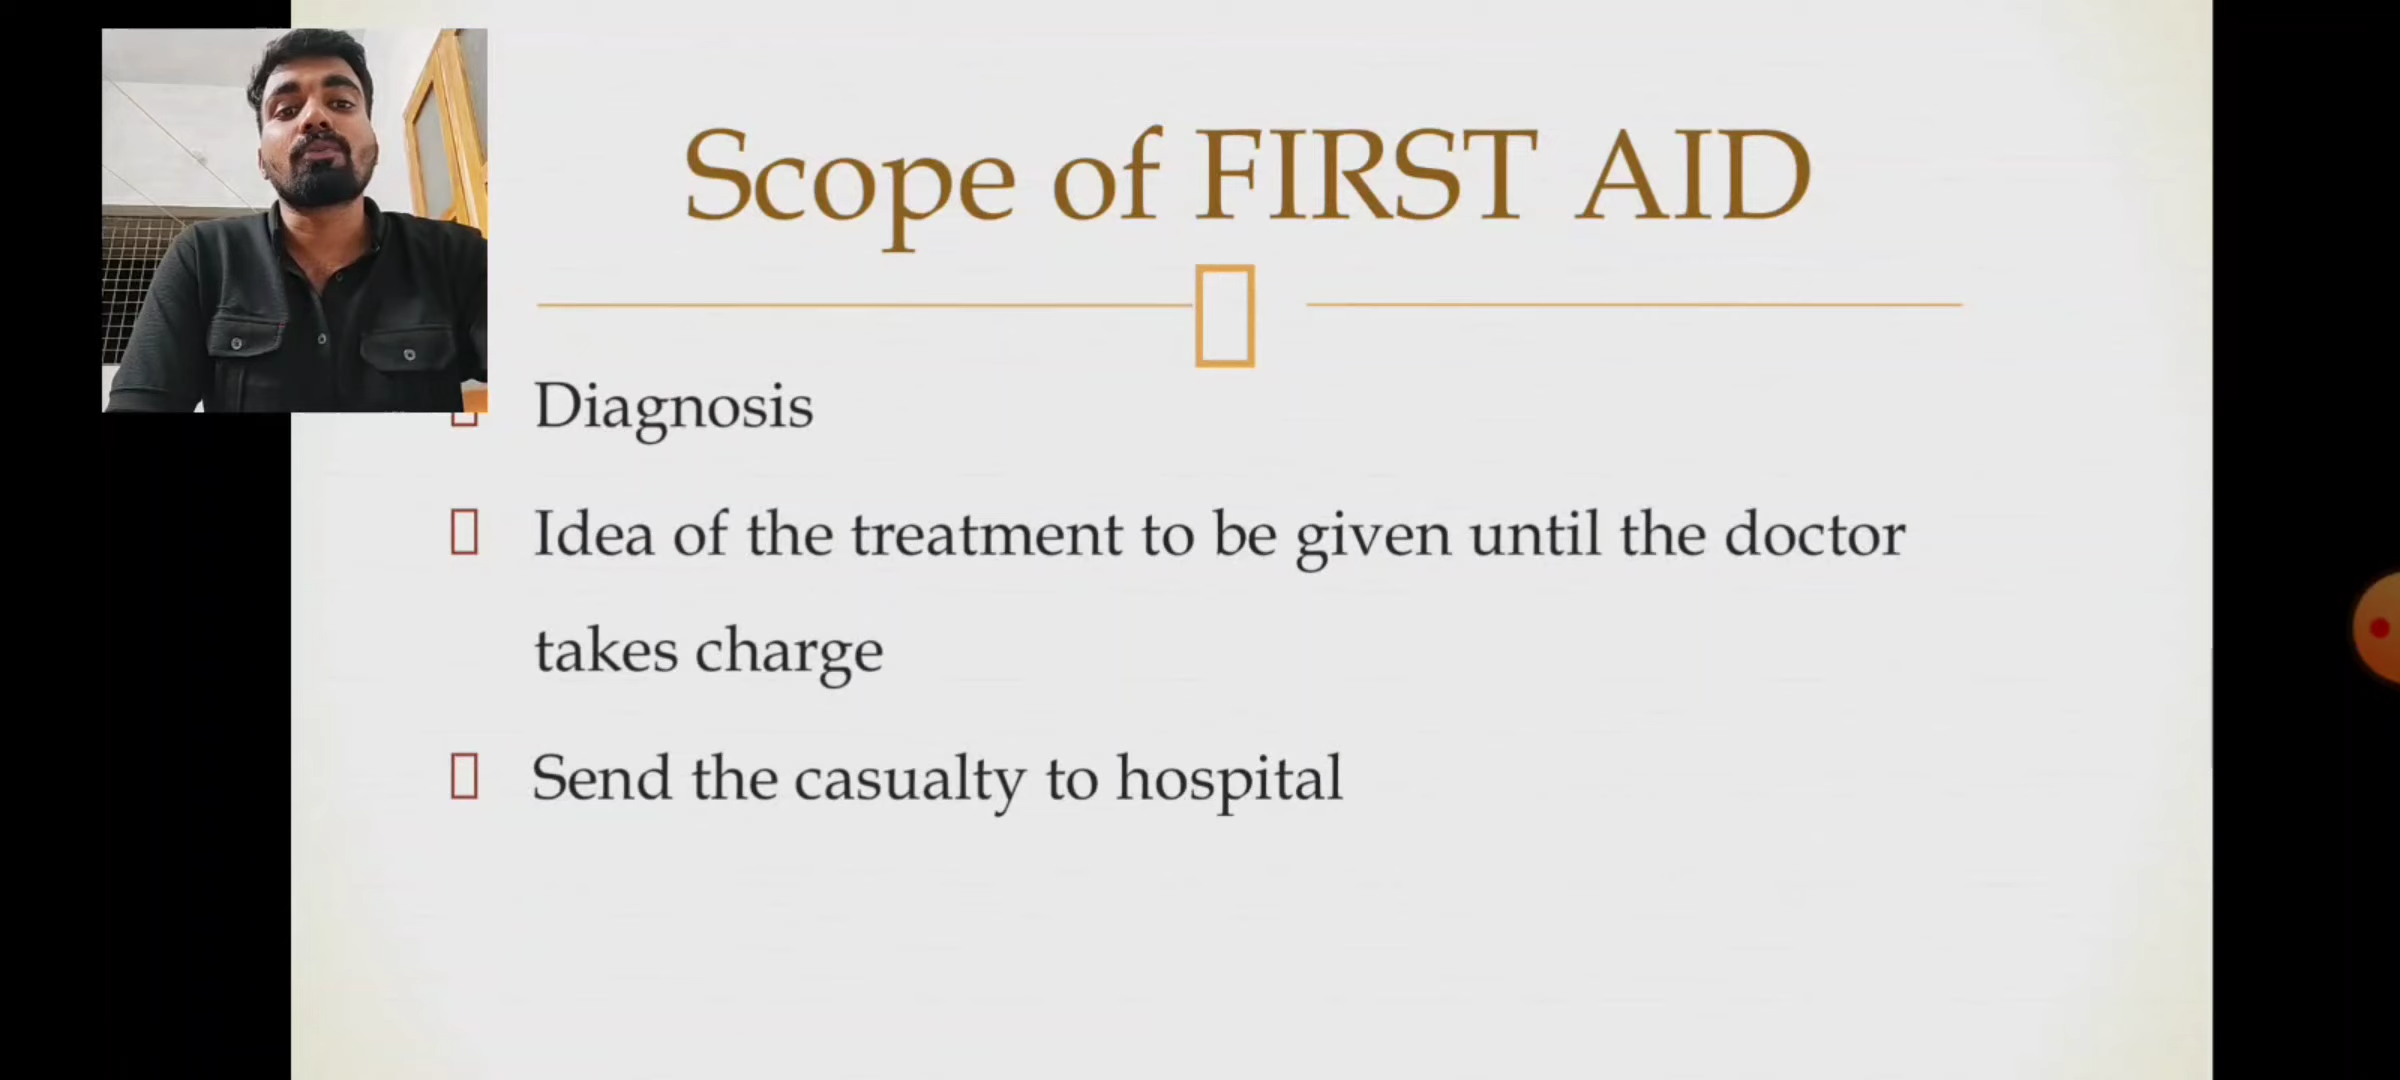 Scope of FIRST AID
Diagnosis
Idea of the treatment to be given until the doctor
takes charge
Send the casualty to hospital